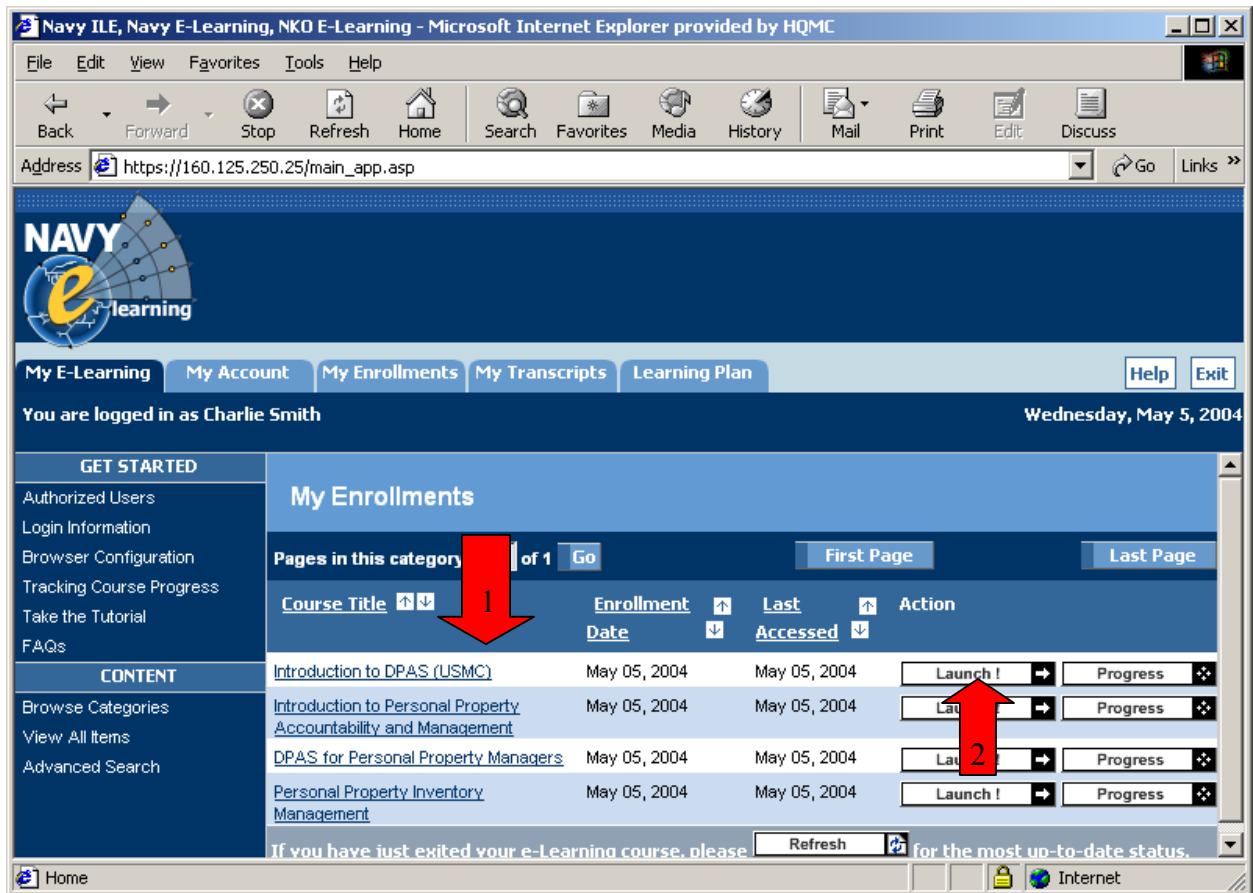 Navy ILE, Navy E-Learning, NKO E-Learning - Microsoft Internet Explorer provided by HQMC
File Edit View Favorites Tools Help
Back Forward Stop Refresh Home Search Favorites Media History Mail Print Edit Discuss
Address https://160.125.250.25/main_app.asp Go Links »
NAVY
e
learning
My E-Learning My Account My Enrollments My Transcripts Learning Plan Help Exit
You are logged in as Charlie Smith Wednesday, May 5, 2004
GET STARTED
Authorized Users
Login Information
Browser Configuration
Tracking Course Progress
Take the Tutorial
FAQs
CONTENT
Browse Categories
View All Items
Advanced Search
My Enrollments
Pages in this category of 1 Go First Page Last Page
1
Course Title Enrollment Date Last Accessed Action
Introduction to DPAS (USMC) May 05, 2004 May 05, 2004 Launch ! Progress
Introduction to Personal Property May 05, 2004 May 05, 2004 Progress
Accountability and Management
2
DPAS for Personal Property Managers May 05, 2004 May 05, 2004 Progress
Personal Property Inventory May 05, 2004 May 05, 2004 Launch ! Progress
Management
If you have just exited your e-Learning course, please Refresh for the most up-to-date status.
Home Internet